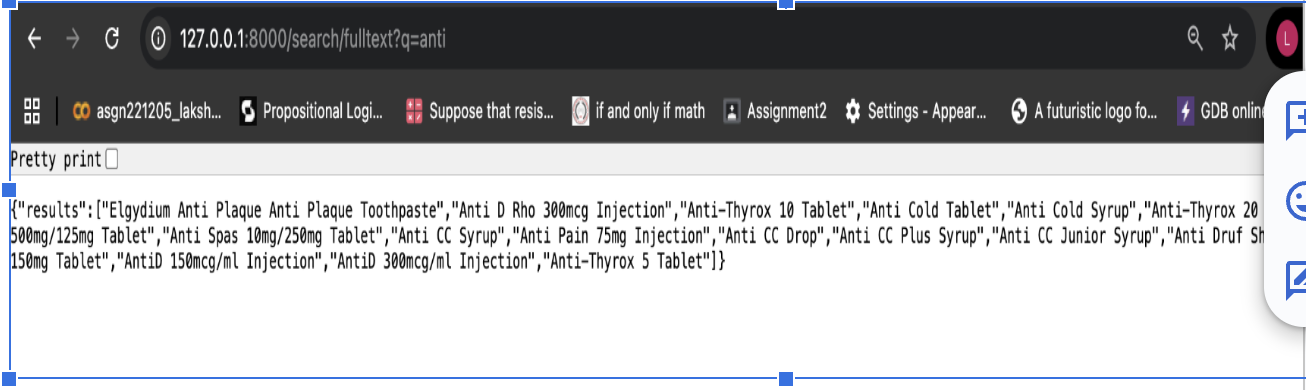 127.0.0.1:8000/search/fulltext?q=anti
L
asgn221205_laksh... Propositional Logi... Suppose that resis... if and only if math Assignment2 Settings - Appear... A futuristic logo fo... GDB online
Pretty print
{"results":["Elgydium Anti Plaque Anti Plaque Toothpaste","Anti D Rho 300mcg Injection","Anti-Thyrox 10 Tablet","Anti Cold Tablet","Anti Cold Syrup","Anti-Thyrox 20
500mg/125mg Tablet","Anti Spas 10mg/250mg Tablet","Anti CC Syrup","Anti Pain 75mg Injection","Anti CC Drop","Anti CC Plus Syrup","Anti CC Junior Syrup","Anti Druf Sh
150mg Tablet","AntiD 150mcg/ml Injection","AntiD 300mcg/ml Injection","Anti-Thyrox 5 Tablet"]}